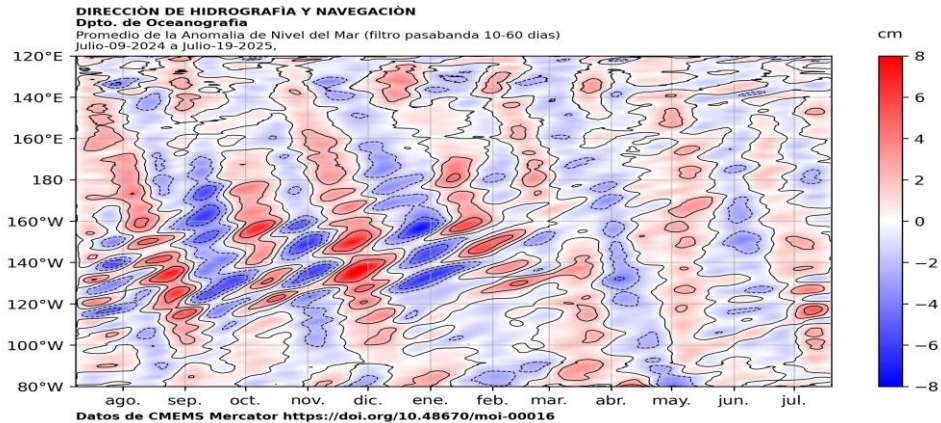 DIRECCIÒN DE HIDROGRAFÌA Y NAVEGACIÒN
Dpto. de Oceanografia
Promedio de la Anomalia de Nivel del Mar (filtro pasabanda 10-60 dias)
Julio-09-2024 a Julio-19-2025,
cm
120°E
140°E
160°E
180
160°W
140°W
120°W
100°W
80°W
8
6
4
2
0
−2
−4
−6
−8
ago. sep. oct. nov. dic. ene. feb. mar. abr. may. jun. jul.
Datos de CMEMS Mercator https://doi.org/10.48670/moi-00016